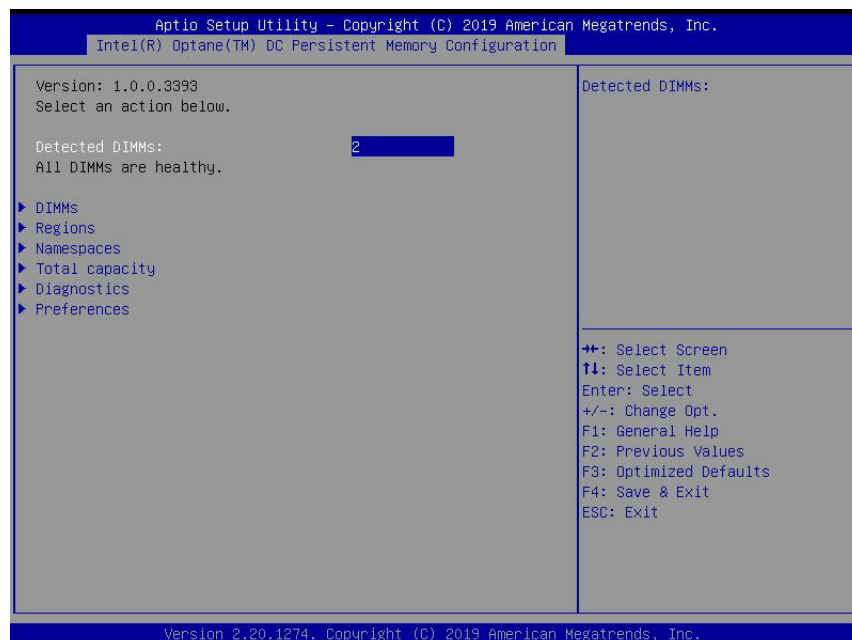 Aptio Setup Utility – Copyright (C) 2019 American Megatrends, Inc.
Intel(R) Optane(TM) DC Persistent Memory Configuration
Version: 1.0.0.3393
Select an action below.
Detected DIMMs: 2
All DIMMs are healthy.
▶ DIMMs
▶ Regions
▶ Namespaces
▶ Total capacity
▶ Diagnostics
▶ Preferences
Detected DIMMs:
→←: Select Screen
↑↓: Select Item
Enter: Select
+/-: Change Opt.
F1: General Help
F2: Previous Values
F3: Optimized Defaults
F4: Save & Exit
ESC: Exit
Version 2.20.1274. Copyright (C) 2019 American Megatrends, Inc.